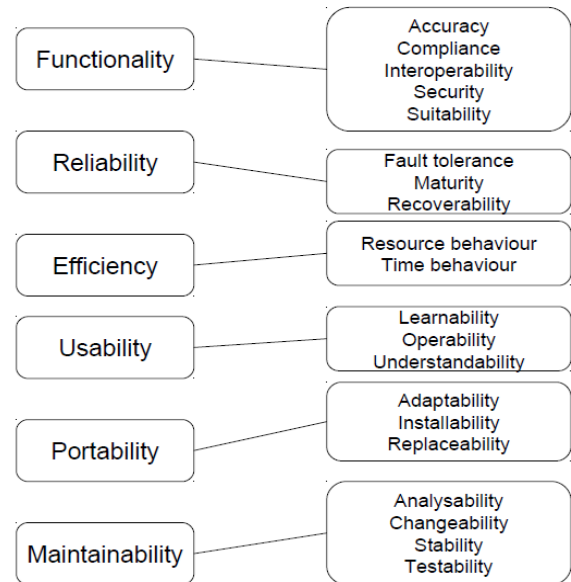 Functionality
Accuracy
Compliance
Interoperability
Security
Suitability
Reliability
Fault tolerance
Maturity
Recoverability
Efficiency
Resource behaviour
Time behaviour
Usability
Learnability
Operability
Understandability
Portability
Adaptability
Installability
Replaceability
Maintainability
Analysability
Changeability
Stability
Testability